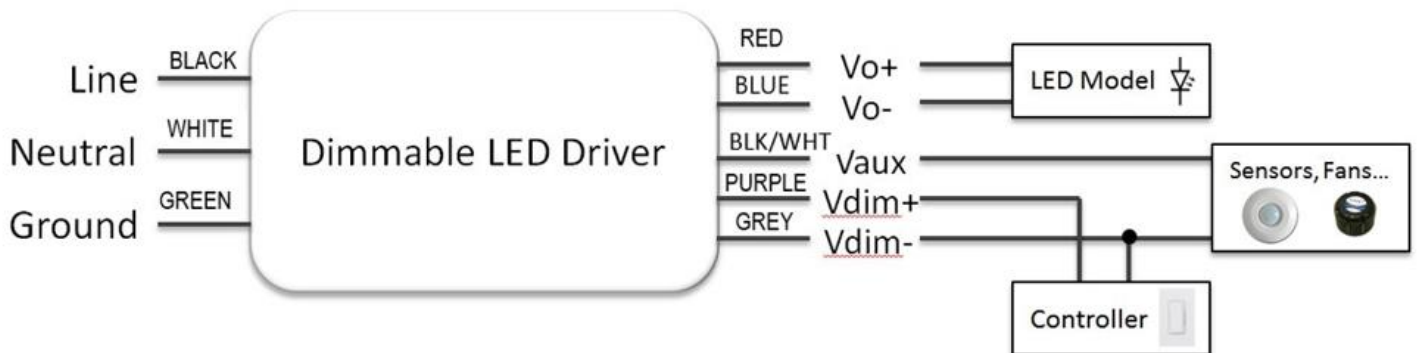 Line BLACK
Neutral WHITE
Ground GREEN
Dimmable LED Driver
RED Vo+
BLUE Vo-
BLK/WHT Vaux
PURPLE Vdim+
GREY Vdim-
LED Model
Sensors, Fans...
Controller